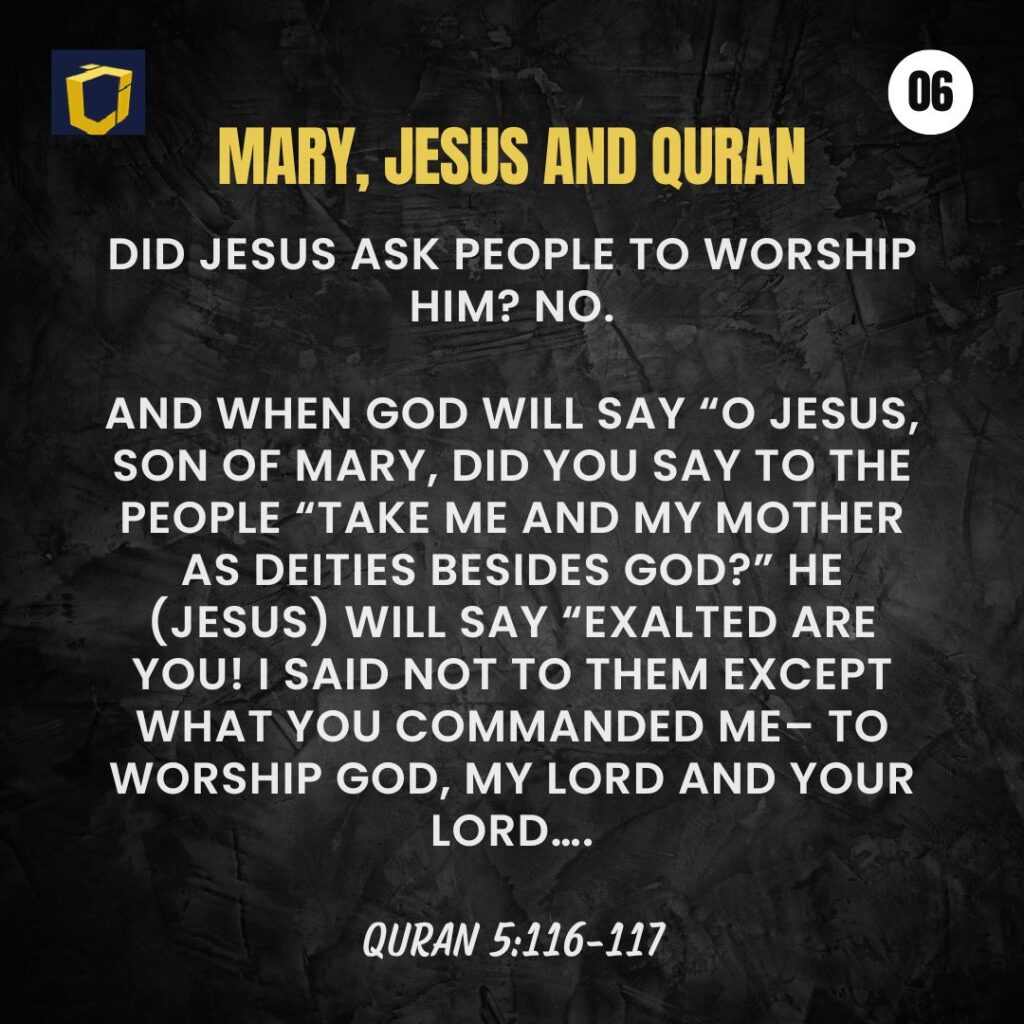 06
MARY, JESUS AND QURAN
DID JESUS ASK PEOPLE TO WORSHIP
HIM? NO.
AND WHEN GOD WILL SAY “O JESUS,
SON OF MARY, DID YOU SAY TO THE
PEOPLE “TAKE ME AND MY MOTHER
AS DEITIES BESIDES GOD?” HE
(JESUS) WILL SAY “EXALTED ARE
YOU! I SAID NOT TO THEM EXCEPT
WHAT YOU COMMANDED ME– TO
WORSHIP GOD, MY LORD AND YOUR
LORD….
QURAN 5:116-117